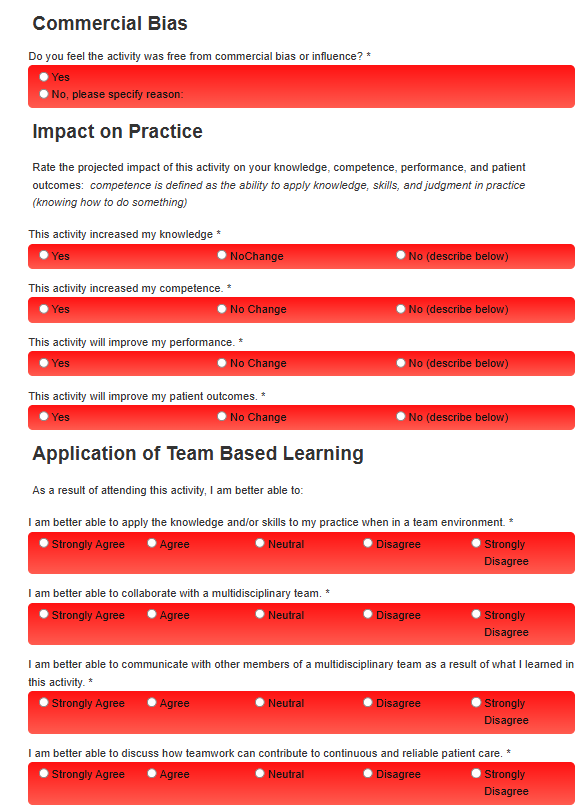 Commercial Bias
Do you feel the activity was free from commercial bias or influence? *
Yes
No, please specify reason:
Impact on Practice
Rate the projected impact of this activity on your knowledge, competence, performance, and patient
outcomes:  competence is defined as the ability to apply knowledge, skills, and judgment in practice
(knowing how to do something)
This activity increased my knowledge *
Yes NoChange No (describe below)
This activity increased my competence. *
Yes No Change No (describe below)
This activity will improve my performance. *
Yes No Change No (describe below)
This activity will improve my patient outcomes. *
Yes No Change No (describe below)
Application of Team Based Learning
As a result of attending this activity, I am better able to:
I am better able to apply the knowledge and/or skills to my practice when in a team environment. *
Strongly Agree Agree Neutral Disagree Strongly
Disagree
I am better able to collaborate with a multidisciplinary team. *
Strongly Agree Agree Neutral Disagree Strongly
Disagree
I am better able to communicate with other members of a multidisciplinary team as a result of what I learned in
this activity. *
Strongly Agree Agree Neutral Disagree Strongly
Disagree
I am better able to discuss how teamwork can contribute to continuous and reliable patient care. *
Strongly Agree Agree Neutral Disagree Strongly
Disagree